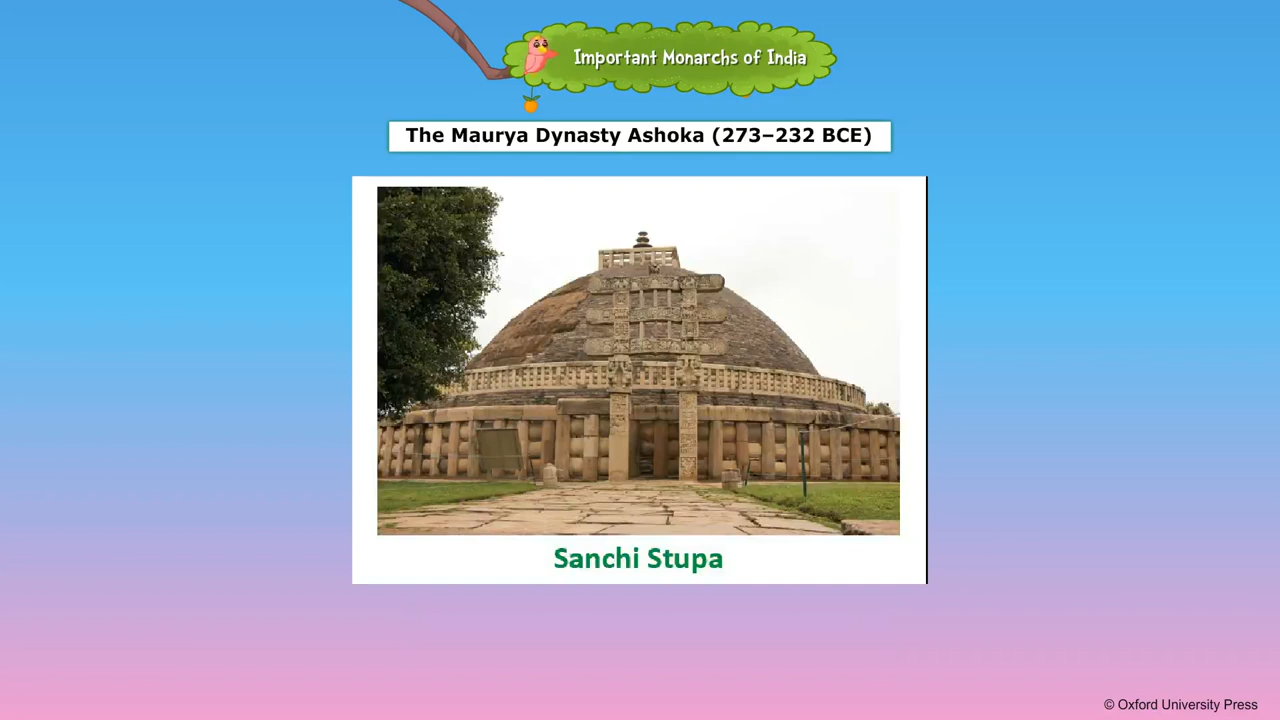 Important Monarchs of India
The Maurya Dynasty Ashoka (273–232 BCE)
Sanchi Stupa
© Oxford University Press